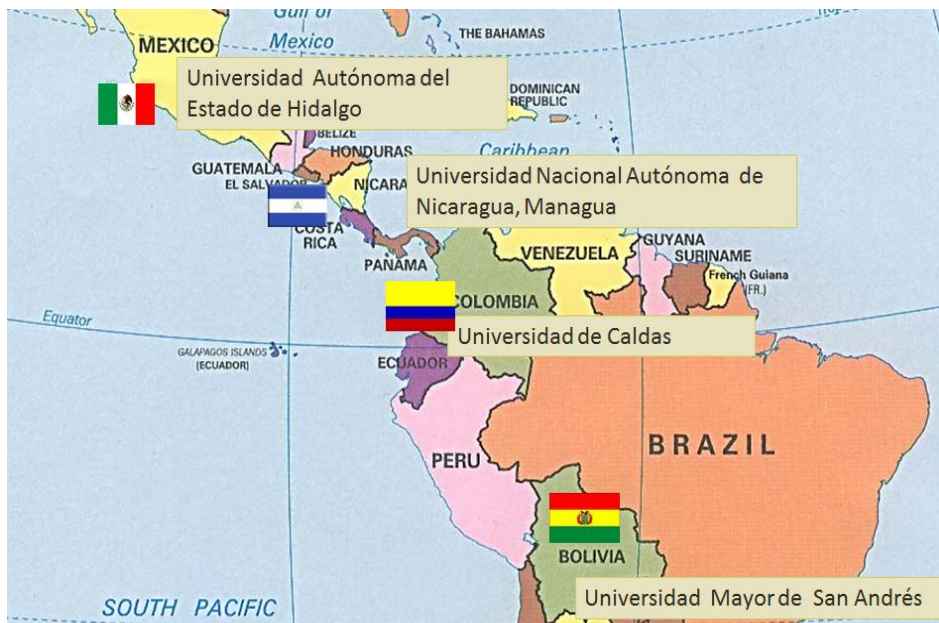 Gulf of
Mexico
MEXICO
THE BAHAMAS
Universidad Autónoma del
Estado de Hidalgo
DOMINICAN
REPUBLIC
BELIZE
HONDURAS
Caribbean
GUATEMALA
EL SALVADOR
NICARA
Universidad Nacional Autónoma de
Nicaragua, Managua
COSTA
RICA
PANAMA
VENEZUELA
GUYANA
SURINAME
French Guiana
(FR.)
COLOMBIA
Equator
Universidad de Caldas
GALAPAGOS ISLANDS
(ECUADOR)
ECUADOR
BRAZIL
PERU
BOLIVIA
Universidad Mayor de San Andrés
SOUTH PACIFIC